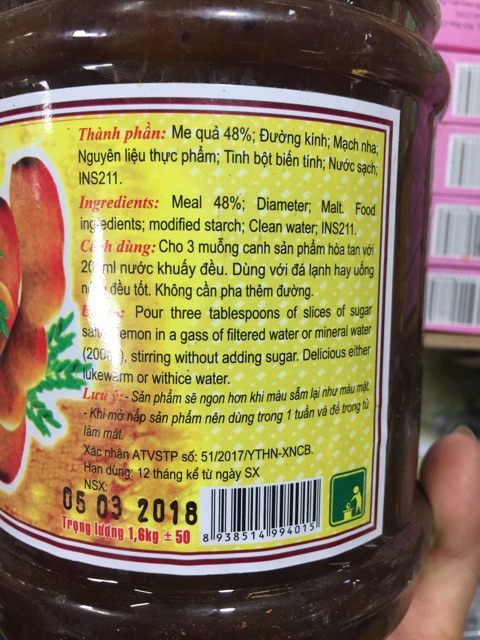 Thành phần: Me quả 48%; Đường kính; Mạch nha;
Nguyên liệu thực phẩm; Tinh bột biến tính; Nước sạch;
INS211.
Ingredients: Meal 48%; Diameter; Malt. Food
ingredients; modified starch; Clean water; INS211.
Cách dùng: Cho 3 muỗng canh sản phẩm hòa tan với
ml nước khuấy đều. Dùng với đá lạnh hay uống
đều tốt. Không cần pha thêm đường.
Pour three tablespoons of slices of sugar
lemon in a gass of filtered water or mineral water
stirring without adding sugar. Delicious either
lukewarm or withice water.
Lưu ý: - Sản phẩm sẽ ngon hơn khi màu sẫm lại như màu mật.
- Khi mở nắp sản phẩm nên dùng trong 1 tuần và để trong tủ
làm mát.
Xác nhận ATVSTP số: 51/2017/YTHN-XNCB.
Hạn dùng: 12 tháng kể từ ngày SX
NSX:
05 03 2018
Trọng lượng 1,6kg ± 50
8 938514 994015